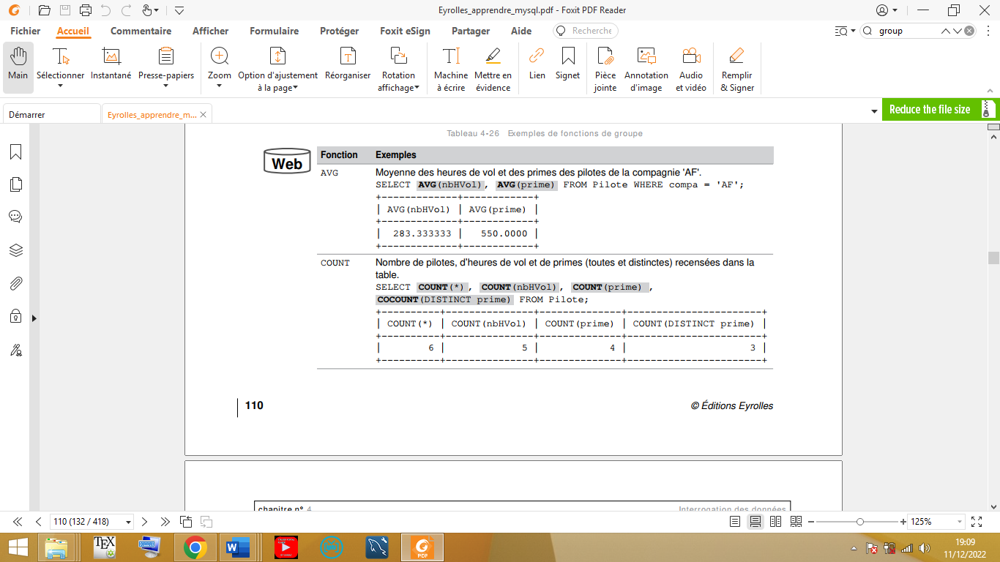 Eyrolles_apprendre_mysql.pdf - Foxit PDF Reader
Fichier Accueil Commentaire Afficher Formulaire Protéger Foxit eSign Partager Aide Recherche group
Main Sélectionner Instantané Presse-papiers Zoom Option d'ajustement à la page Réorganiser Rotation affichage Machine à écrire Mettre en évidence Lien Signet Pièce jointe Annotation d'image Audio et vidéo Remplir & Signer
Démarrer Eyrolles_apprendre_m... Reduce the file size
Tableau 4-26 Exemples de fonctions de groupe
Web
Fonction Exemples
AVG Moyenne des heures de vol et des primes des pilotes de la compagnie 'AF'.
SELECT AVG(nbHVol), AVG(prime) FROM Pilote WHERE compa = 'AF';
+-------------+------------+
| AVG(nbHVol) | AVG(prime) |
+-------------+------------+
| 283.333333 | 550.0000 |
+-------------+------------+
COUNT Nombre de pilotes, d'heures de vol et de primes (toutes et distinctes) recensées dans la
table.
SELECT COUNT(*), COUNT(nbHVol), COUNT(prime),
COCOUNT(DISTINCT prime) FROM Pilote;
+----------+---------------+--------------+-----------------------+
| COUNT(*) | COUNT(nbHVol) | COUNT(prime) | COUNT(DISTINCT prime) |
+----------+---------------+--------------+-----------------------+
| 6 | 5 | 4 | 3 |
+----------+---------------+--------------+-----------------------+
110 © Éditions Eyrolles
chapitre n° 4 Interrogation des données
110 (132 / 418) 125%
TEX W PDF 19:09
11/12/2022